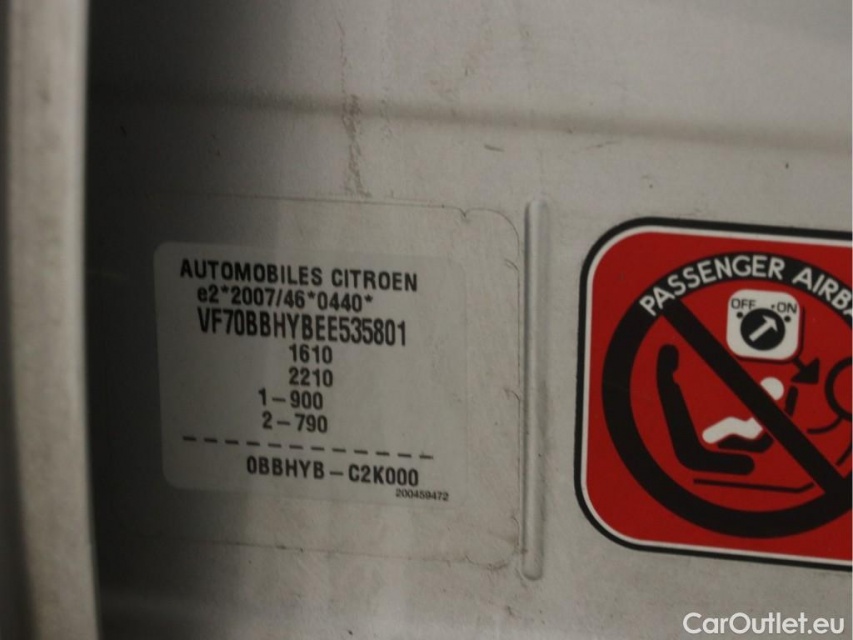 AUTOMOBILES CITROEN
e2*2007/46*0440*
VF70BBHYBEE535801
1610
2210
1-900
2-790
0BBHYB-C2K000
200459472
PASSENGER AIRBA
OFF ON
CarOutlet.eu